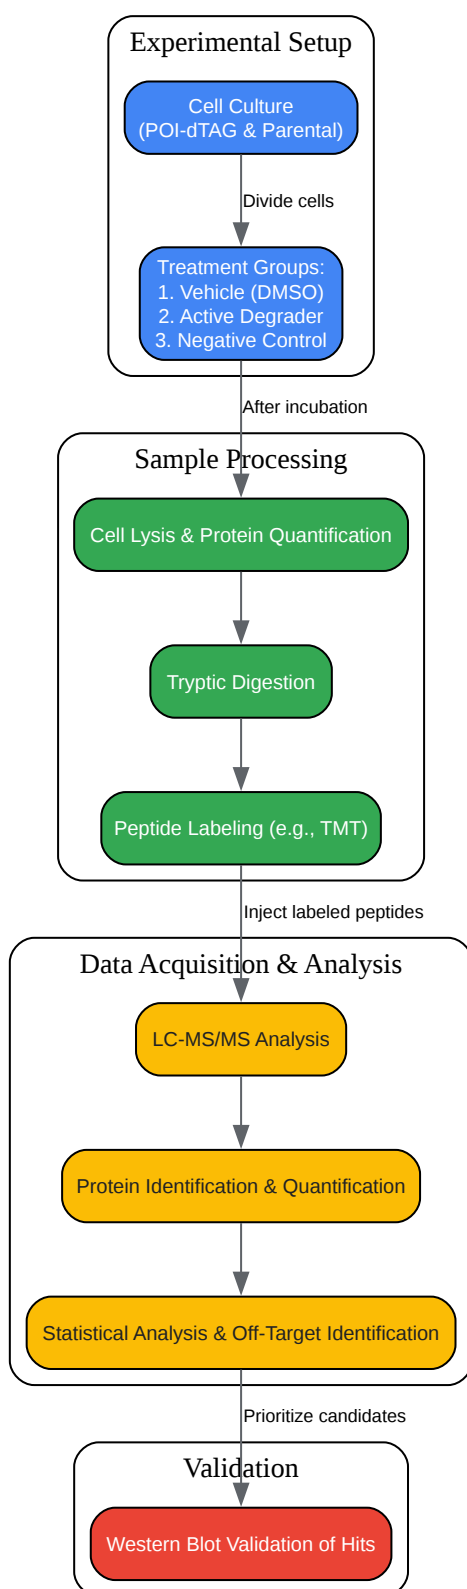 Experimental Setup
Cell Culture
(POI-dTAG & Parental)
Divide cells
Treatment Groups:
1. Vehicle (DMSO)
2. Active Degrader
3. Negative Control
After incubation
Sample Processing
Cell Lysis & Protein Quantification
Tryptic Digestion
Peptide Labeling (e.g., TMT)
Inject labeled peptides
Data Acquisition & Analysis
LC-MS/MS Analysis
Protein Identification & Quantification
Statistical Analysis & Off-Target Identification
Prioritize candidates
Validation
Western Blot Validation of Hits